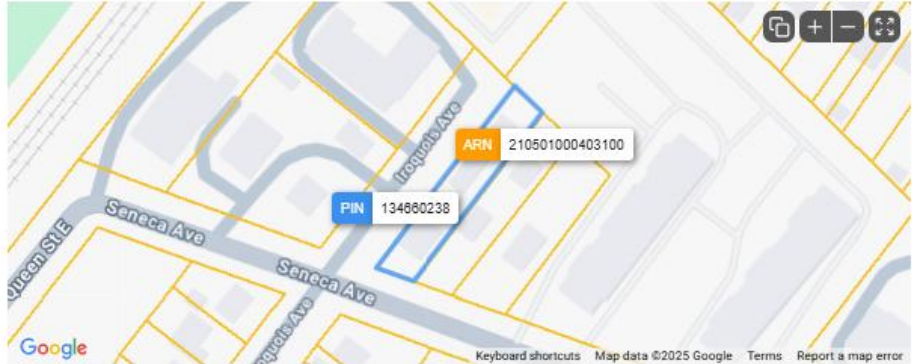 Iroquois Ave
ARN 210501000403100
PIN 134660238
Seneca Ave
Queen St E
Seneca Ave
quois Ave
Google
Keyboard shortcuts Map data ©2025 Google Terms Report a map error